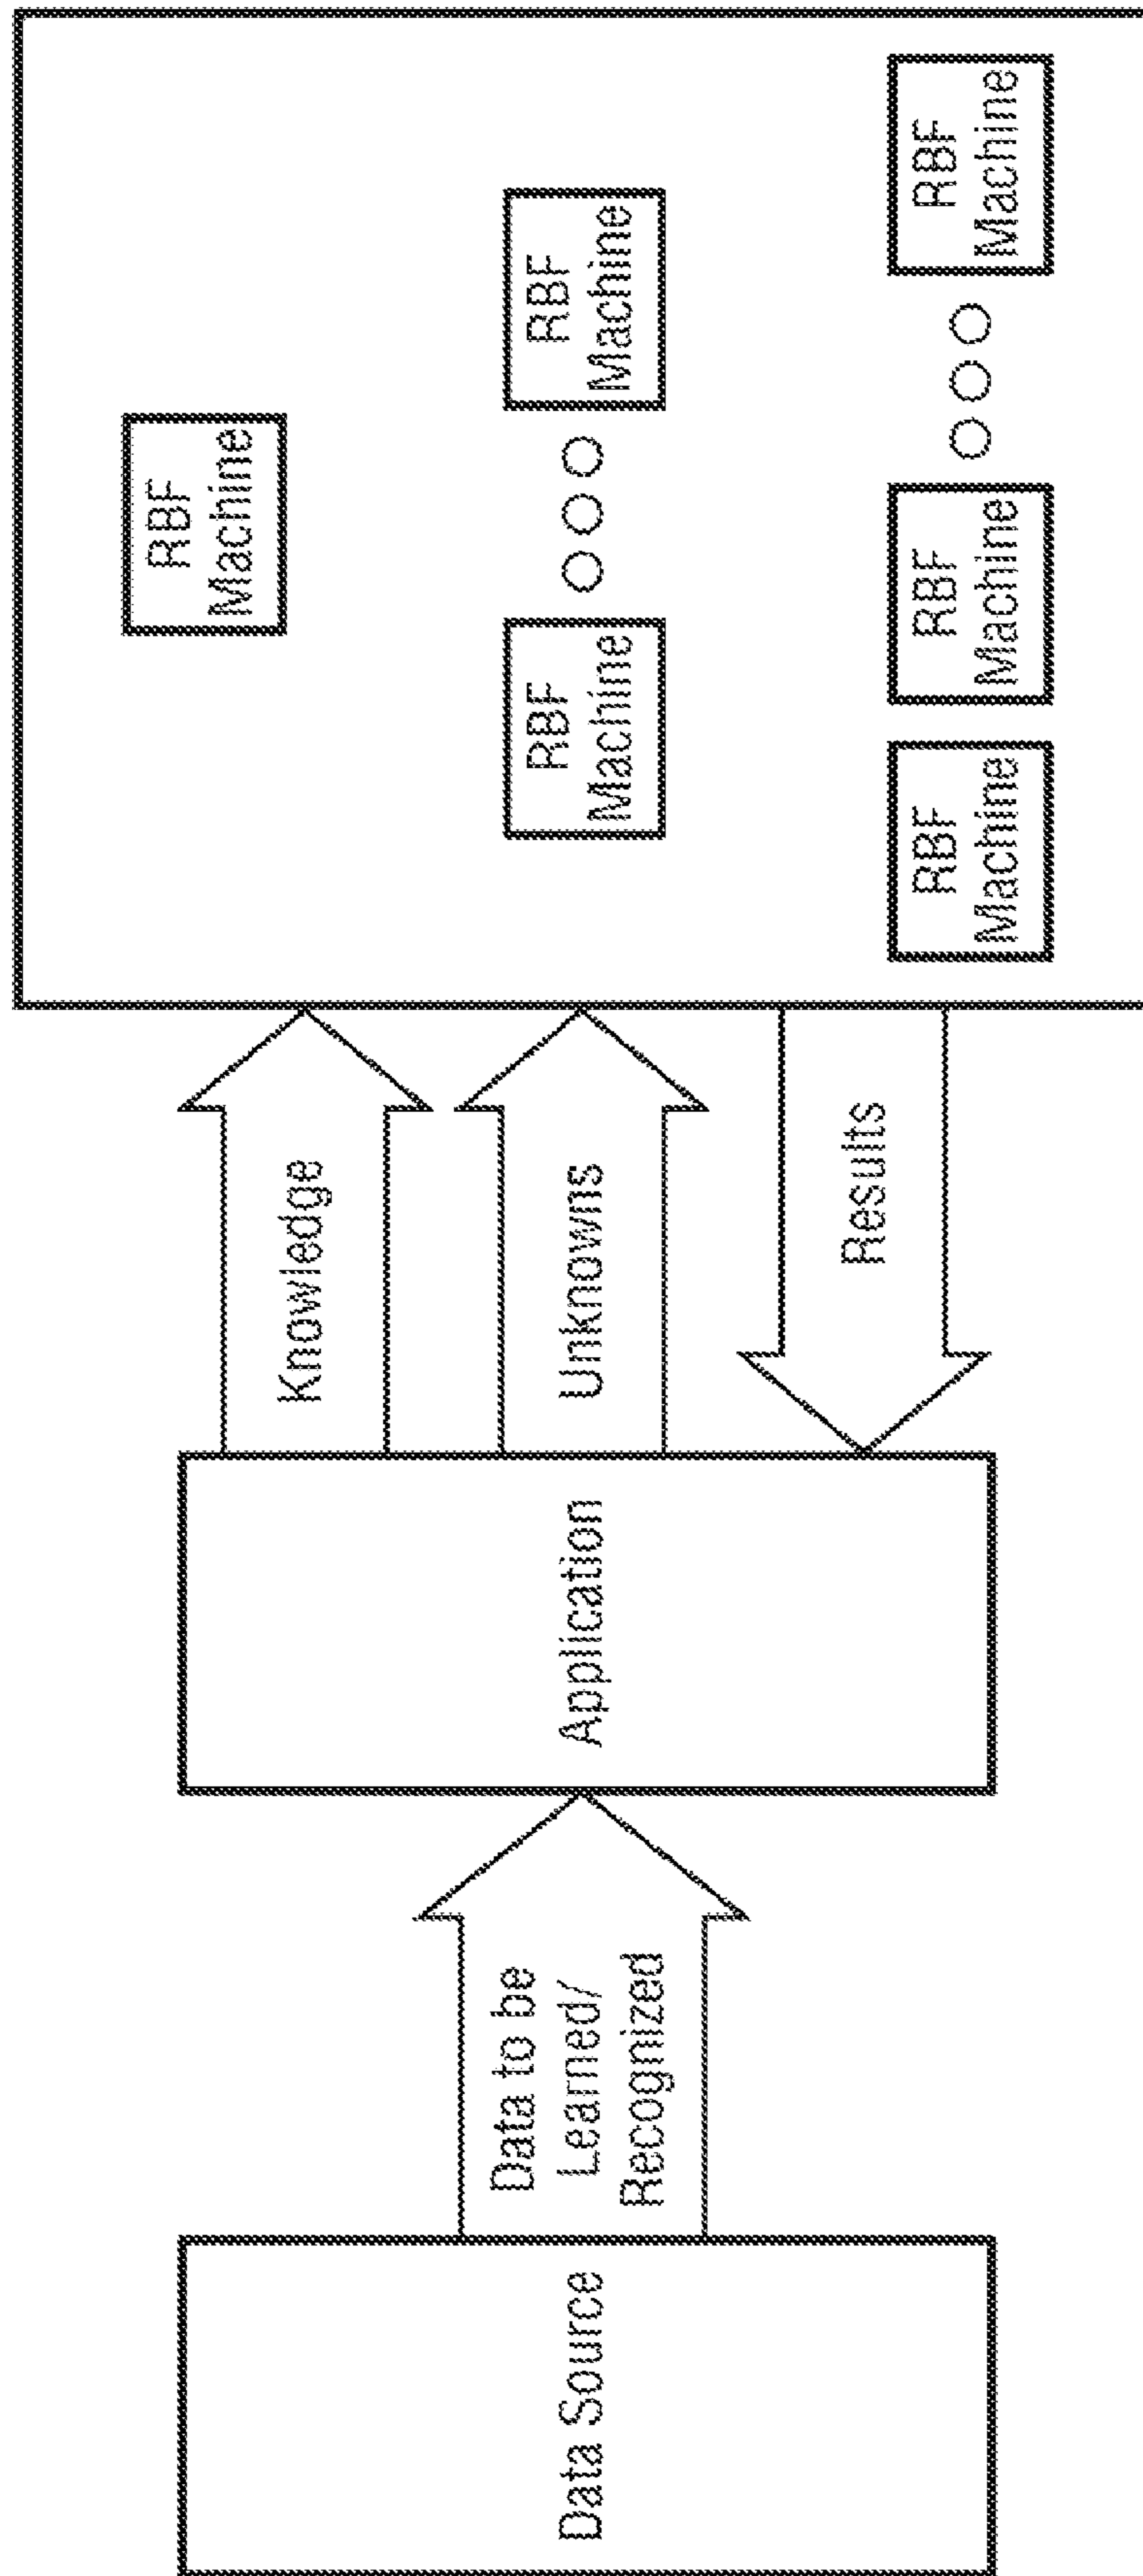 Data Source
Data to be
Learned/
Recognized
Application
Knowledge
Unknowns
Results
RBF
Machine
RBF
Machine
RBF
Machine
RBF
Machine
RBF
Machine
RBF
Machine